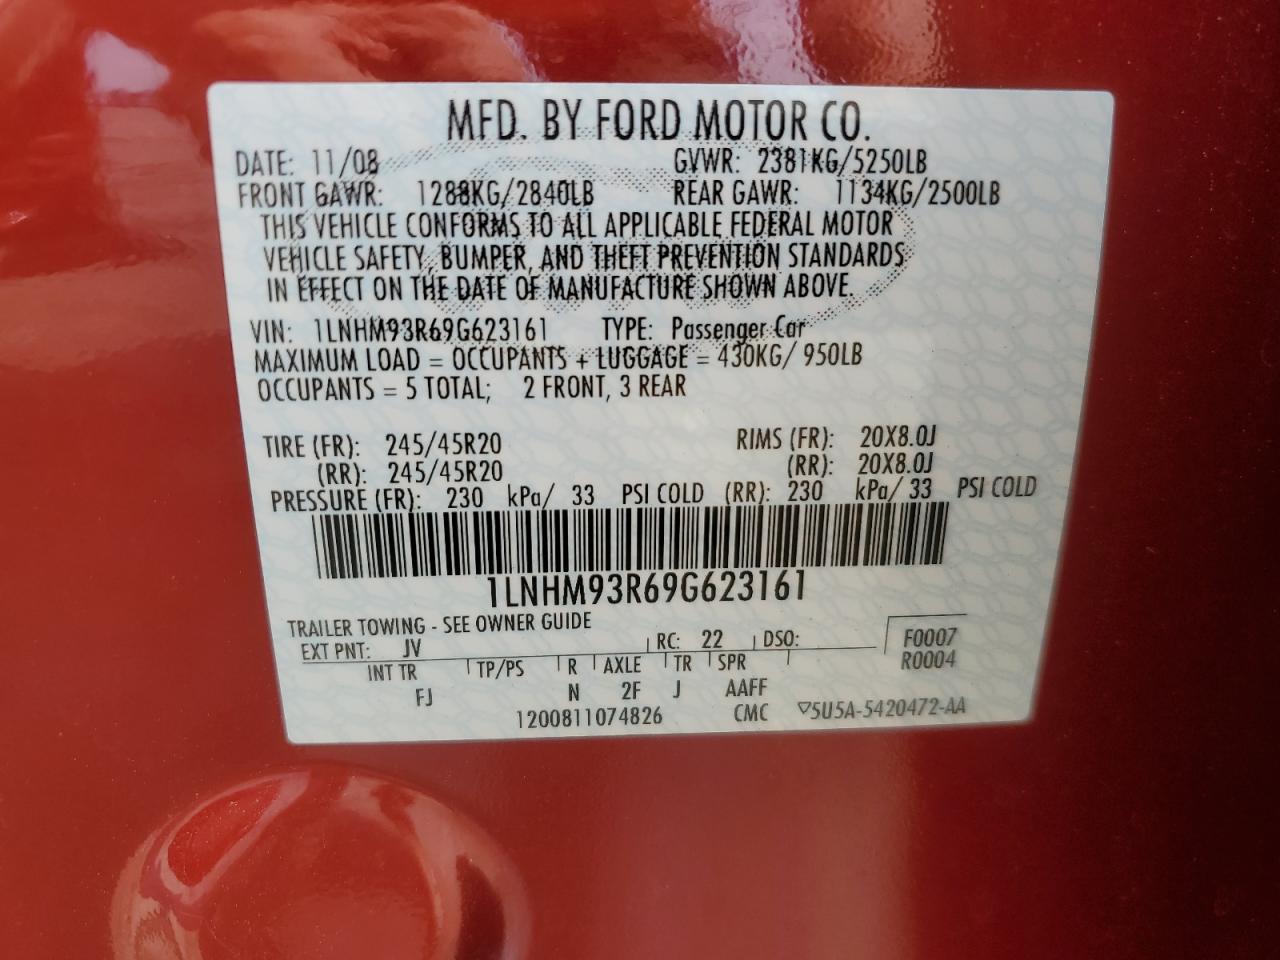 MFD. BY FORD MOTOR CO.
DATE: 11/08 GVWR: 2381KG/5250LB
FRONT GAWR: 1288KG/2840LB REAR GAWR: 1134KG/2500LB
THIS VEHICLE CONFORMS TO ALL APPLICABLE FEDERAL MOTOR
VEHICLE SAFETY, BUMPER, AND THEFT PREVENTION STANDARDS
IN EFFECT ON THE DATE OF MANUFACTURE SHOWN ABOVE.
VIN: 1LNHM93R69G623161 TYPE: Passenger Car
MAXIMUM LOAD = OCCUPANTS + LUGGAGE = 430KG/ 950LB
OCCUPANTS = 5 TOTAL; 2 FRONT, 3 REAR
TIRE (FR): 245/45R20 RIMS (FR): 20X8.0J
(RR): 245/45R20 (RR): 20X8.0J
PRESSURE (FR): 230 kPa/ 33 PSI COLD (RR): 230 kPa/ 33 PSI COLD
1LNHM93R69G623161
TRAILER TOWING - SEE OWNER GUIDE
EXT PNT: JV RC: 22 DSO: F0007
INT TR TP/PS R AXLE TR SPR R0004
FJ N 2F J AAFF
1200811074826 CMC ▽5U5A-5420472-AA